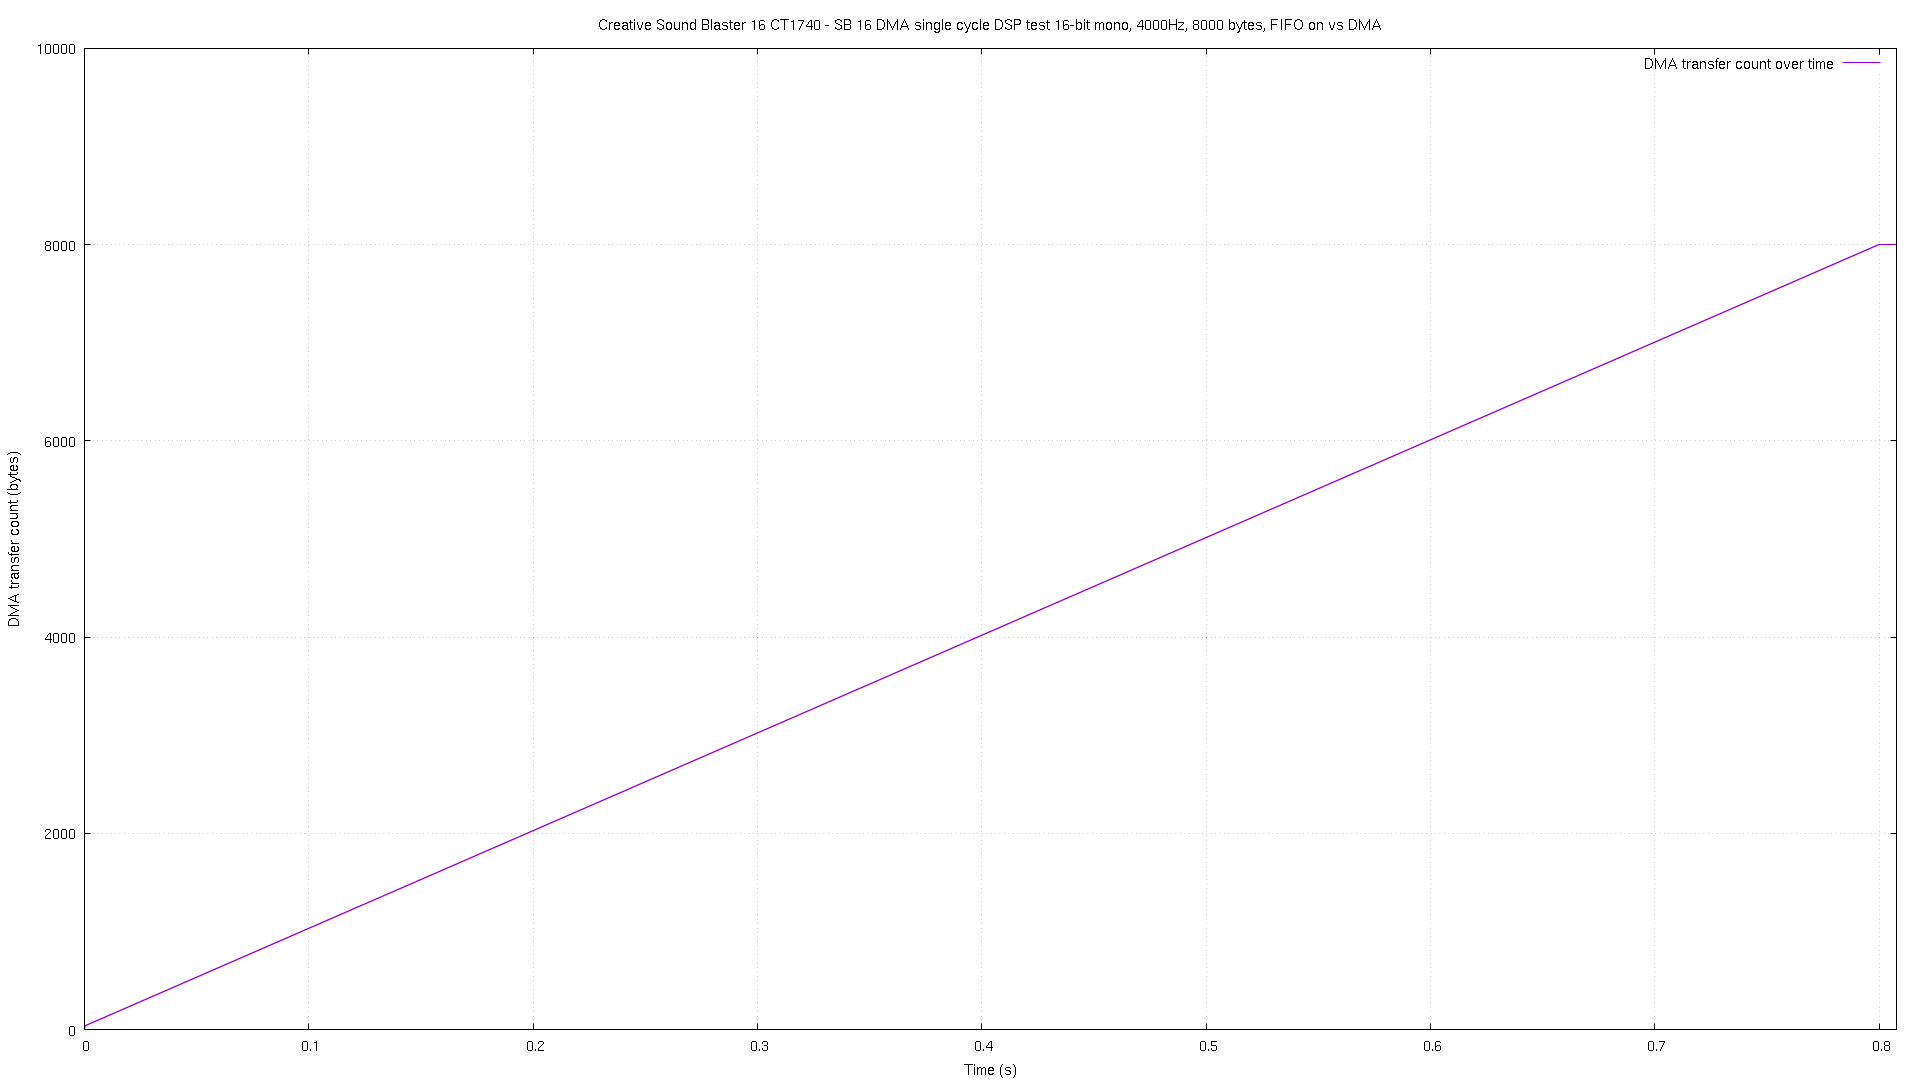 Creative Sound Blaster 16 CT1740 - SB 16 DMA single cycle DSP test 16-bit mono, 4000Hz, 8000 bytes, FIFO on vs DMA
DMA transfer count over time
10000
8000
6000
4000
2000
0
DMA transfer count (bytes)
0 0.1 0.2 0.3 0.4 0.5 0.6 0.7 0.8
Time (s)